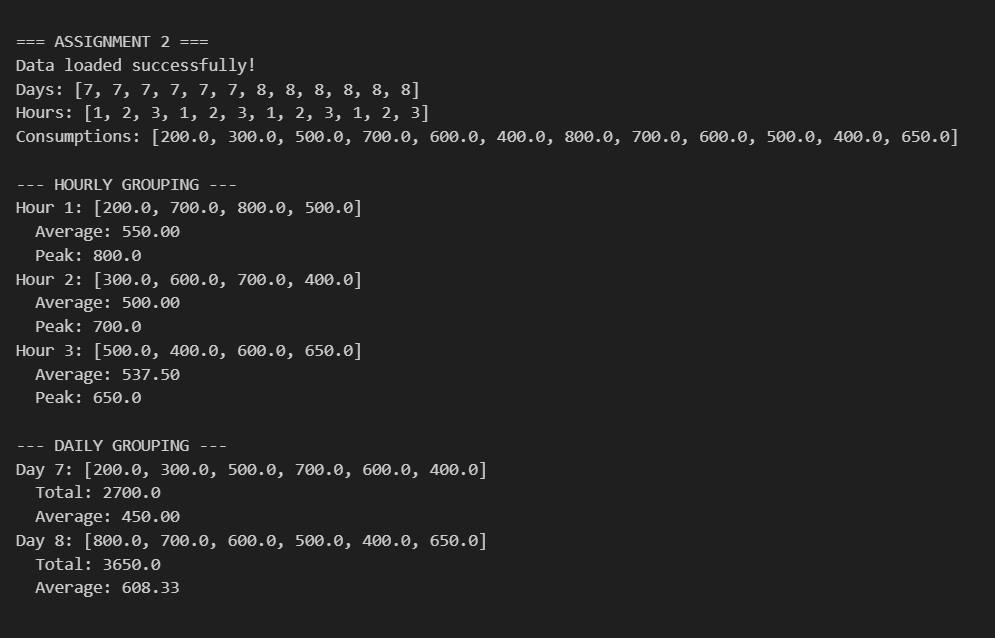 === ASSIGNMENT 2 ===
Data loaded successfully!
Days: [7, 7, 7, 7, 7, 7, 8, 8, 8, 8, 8, 8]
Hours: [1, 2, 3, 1, 2, 3, 1, 2, 3, 1, 2, 3]
Consumptions: [200.0, 300.0, 500.0, 700.0, 600.0, 400.0, 800.0, 700.0, 600.0, 500.0, 400.0, 650.0]
--- HOURLY GROUPING ---
Hour 1: [200.0, 700.0, 800.0, 500.0]
Average: 550.00
Peak: 800.0
Hour 2: [300.0, 600.0, 700.0, 400.0]
Average: 500.00
Peak: 700.0
Hour 3: [500.0, 400.0, 600.0, 650.0]
Average: 537.50
Peak: 650.0
--- DAILY GROUPING ---
Day 7: [200.0, 300.0, 500.0, 700.0, 600.0, 400.0]
Total: 2700.0
Average: 450.00
Day 8: [800.0, 700.0, 600.0, 500.0, 400.0, 650.0]
Total: 3650.0
Average: 608.33